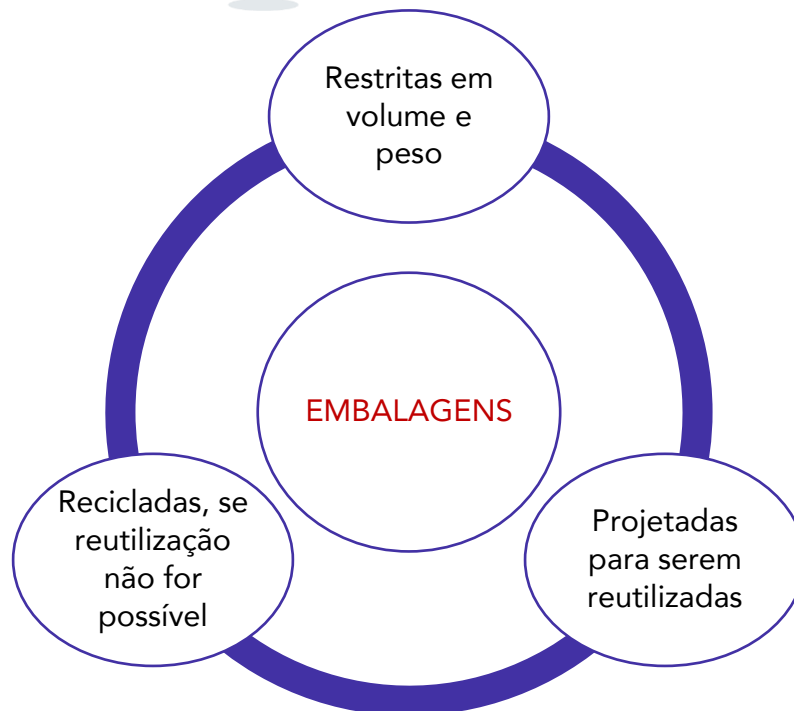 Restritas em
volume e
peso
EMBALAGENS
Recicladas, se
reutilização
não for
possível
Projetadas
para serem
reutilizadas